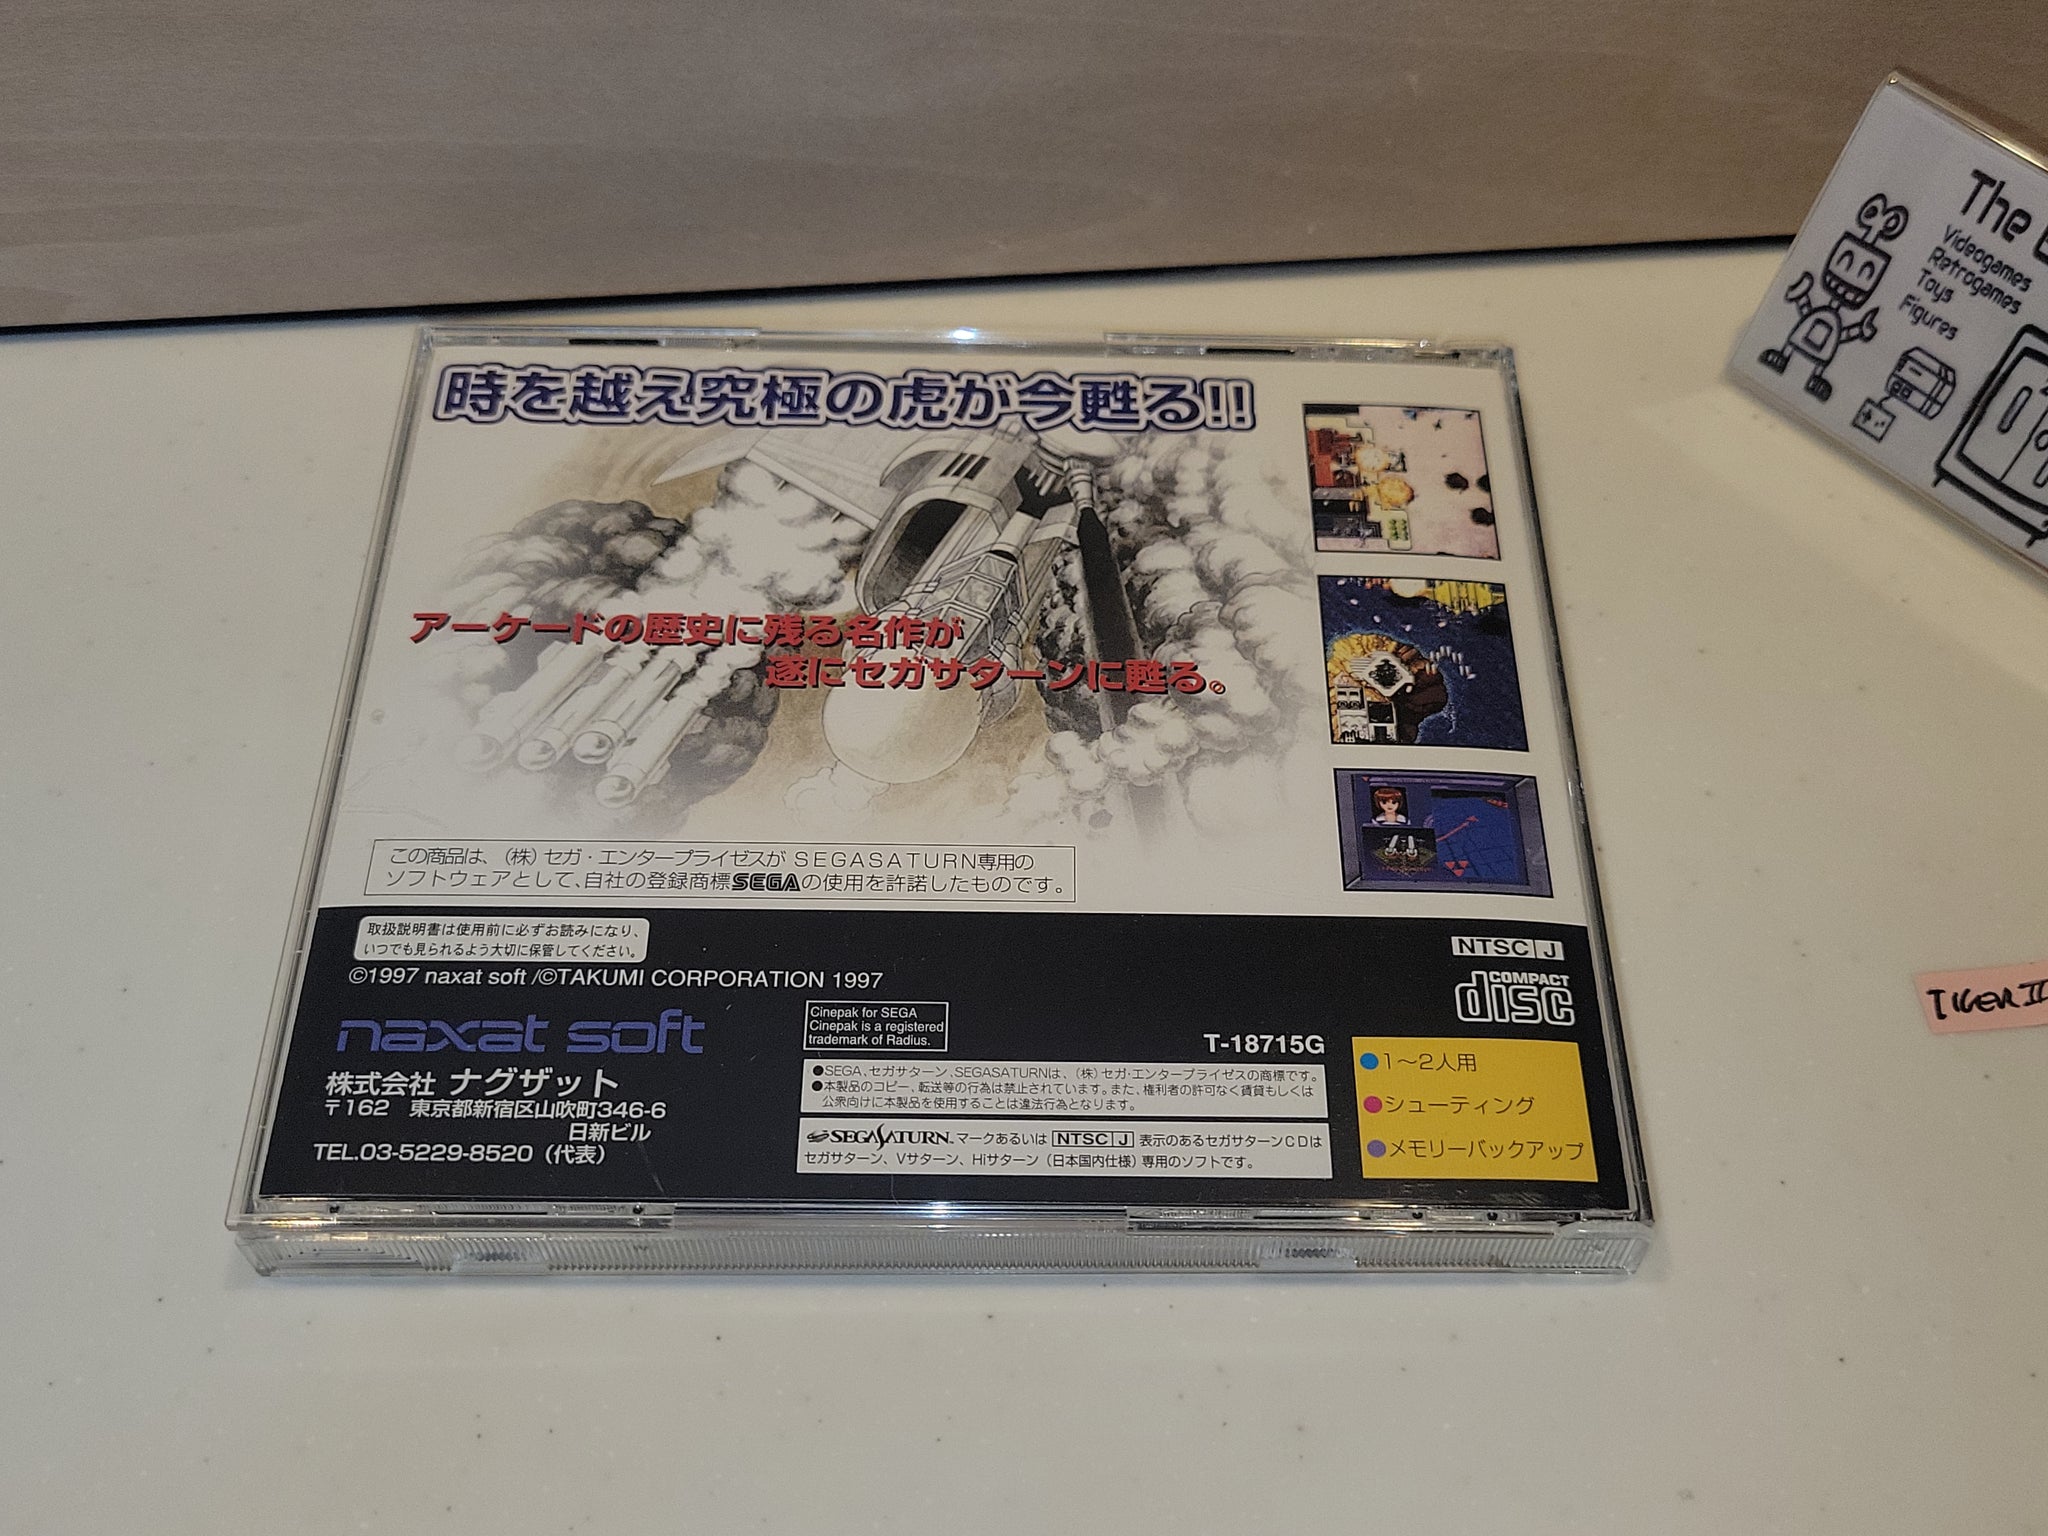 時を越え究極の虎が今甦る!!
アーケードの歴史に残る名作が
遂にセガサターンに甦る。
この商品は、（株）セガ・エンタープライゼスがSEGASATURN専用の
ソフトウェアとして、自社の登録商標SEGAの使用を許諾したものです。
取扱説明書は使用前に必ずお読みになり、
いつでも見られるよう大切に保管してください。
©1997 naxat soft /©TAKUMI CORPORATION 1997
naxat soft
株式会社 ナグザット
〒162 東京都新宿区山吹町346-6
日新ビル
TEL.03-5229-8520（代表）
Cinepak for SEGA
Cinepak is a registered
trademark of Radius.
T-18715G
●SEGA、セガサターン、SEGASATURNは、（株）セガ・エンタープライゼスの商標です。
●本製品のコピー、転送等の行為は禁止されています。また、権利者の許可なく賃貸もしくは
公衆向けに本製品を使用することは違法行為となります。
SEGA SATURN™マークあるいは NTSC J 表示のあるセガサターンCDは
セガサターン、Vサターン、Hiサターン（日本国内仕様）専用のソフトです。
NTSC J
COMPACT
disc
●1〜2人用
●シューティング
●メモリーバックアップ
The
Videogames
Retrogames
Toys
Figures
D
TIGER II